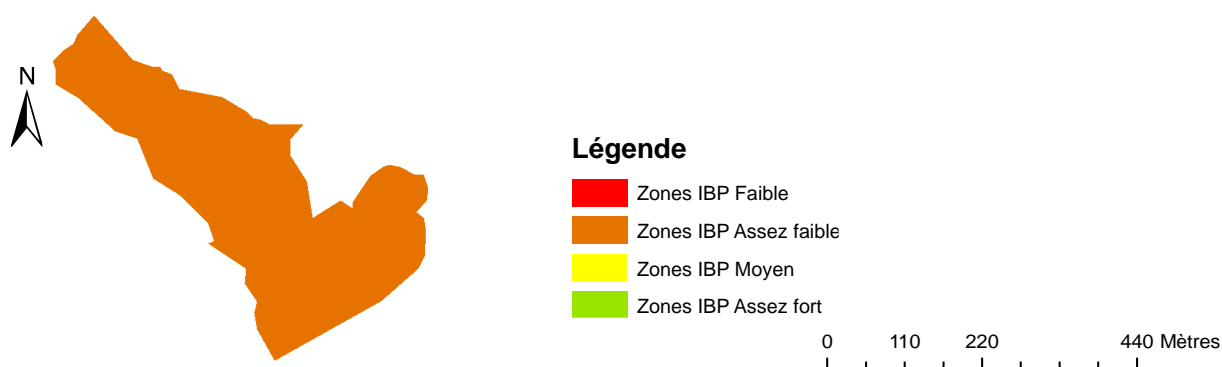 N
Légende
Zones IBP Faible
Zones IBP Assez faible
Zones IBP Moyen
Zones IBP Assez fort
0 110 220 440 Mètres